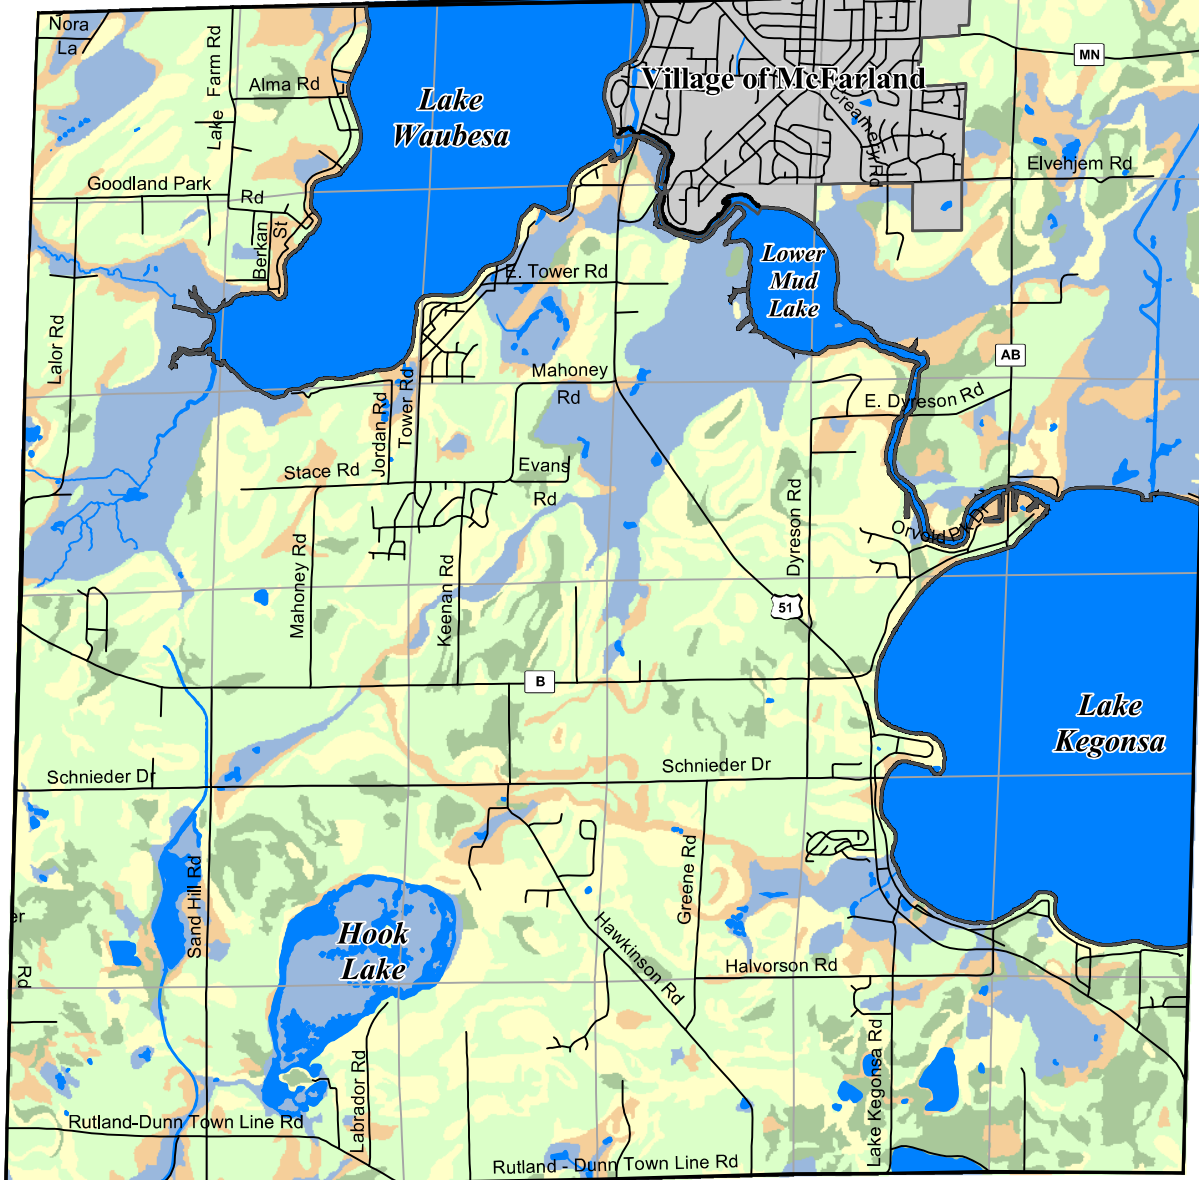 Nora
La
Lake Farm Rd
Alma Rd
Lake
Waubesa
Village of McFarland
Creamery Rd
MN
Elvehjem Rd
Goodland Park
Rd
Berkan
St
E. Tower Rd
Lower
Mud
Lake
Lalor Rd
Mahoney
Rd
AB
E. Dyreson Rd
Jordan Rd
Tower Rd
Stace Rd
Evans
Rd
Dyreson Rd
Orvold Pk Dr
Mahoney Rd
Keenan Rd
51
B
Lake
Kegonsa
Schnieder Dr
Schnieder Dr
Sand Hill Rd
Greene Rd
er
Rd
Hook
Lake
Hawkinson Rd
Halvorson Rd
Labrador Rd
Lake Kegonsa Rd
Rutland-Dunn Town Line Rd
Rutland - Dunn Town Line Rd